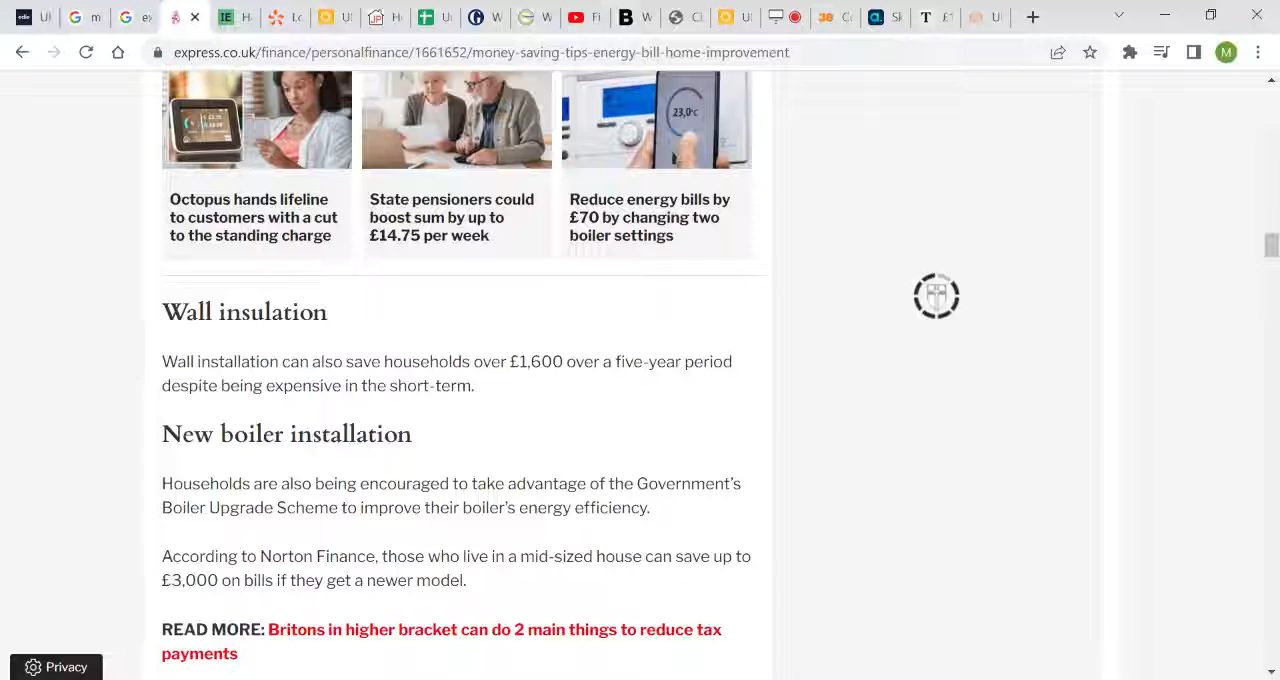 express.co.uk/finance/personalfinance/1661652/money-saving-tips-energy-bill-home-improvement
M
23,0°C
Octopus hands lifeline
to customers with a cut
to the standing charge
State pensioners could
boost sum by up to
£14.75 per week
Reduce energy bills by
£70 by changing two
boiler settings
Wall insulation
Wall installation can also save households over £1,600 over a five-year period
despite being expensive in the short-term.
New boiler installation
Households are also being encouraged to take advantage of the Government's
Boiler Upgrade Scheme to improve their boiler's energy efficiency.
According to Norton Finance, those who live in a mid-sized house can save up to
£3,000 on bills if they get a newer model.
READ MORE: Britons in higher bracket can do 2 main things to reduce tax
payments
Privacy